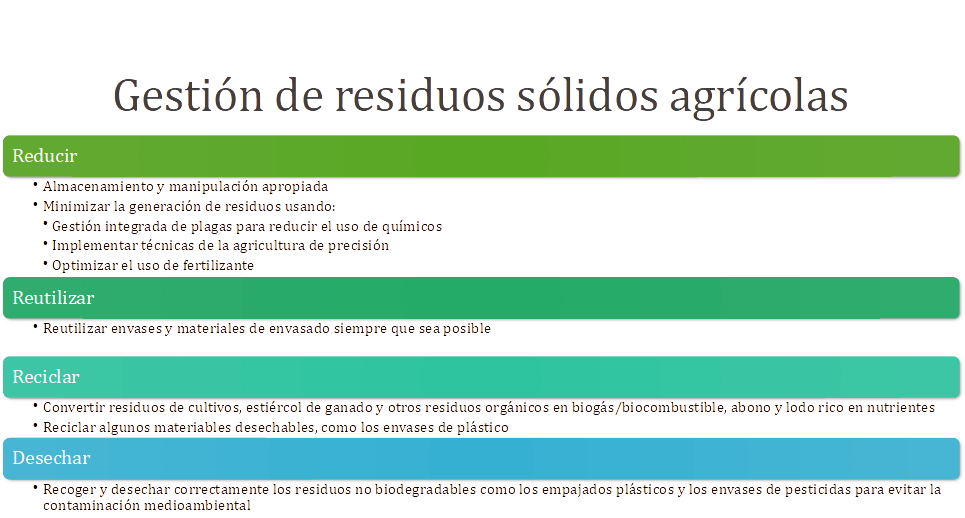 Gestión de residuos sólidos agrícolas
Reducir
• Almacenamiento y manipulación apropiada
• Minimizar la generación de residuos usando:
• Gestión integrada de plagas para reducir el uso de químicos
• Implementar técnicas de la agricultura de precisión
• Optimizar el uso de fertilizante
Reutilizar
• Reutilizar envases y materiales de envasado siempre que sea posible
Reciclar
• Convertir residuos de cultivos, estiércol de ganado y otros residuos orgánicos en biogás/biocombustible, abono y lodo rico en nutrientes
• Reciclar algunos materiables desechables, como los envases de plástico
Desechar
• Recoger y desechar correctamente los residuos no biodegradables como los empajados plásticos y los envases de pesticidas para evitar la
contaminación medioambiental